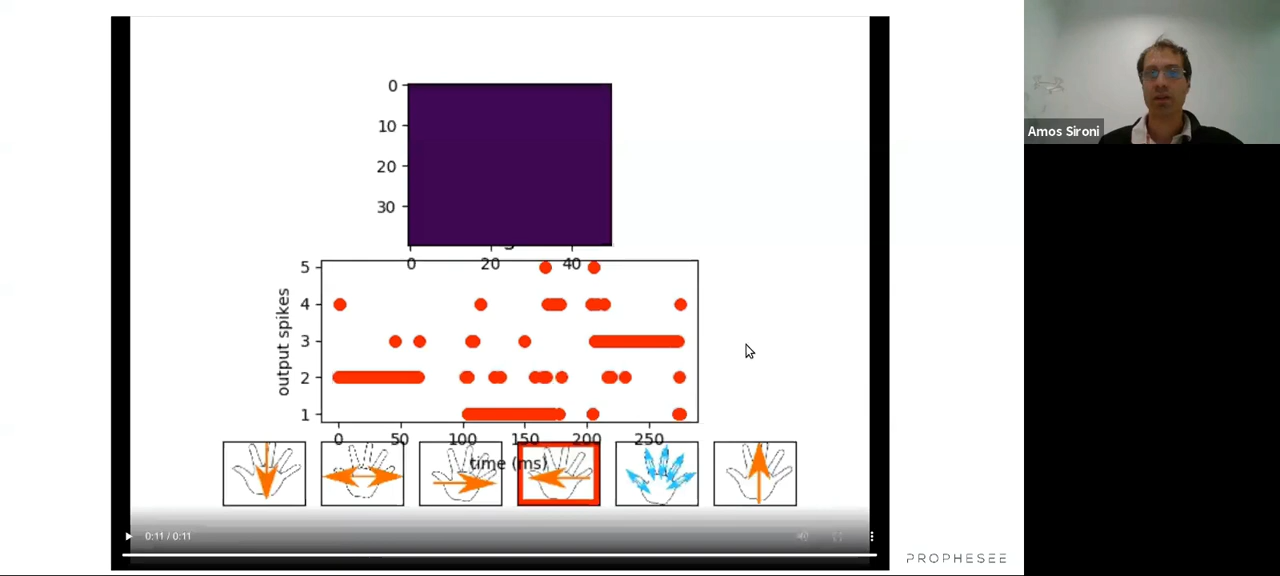 0
10
20
30
0 20 40
output spikes
5
4
3
2
1
0 50 100 150 200 250
time (ms)
0:11 / 0:11
PROPHESEE
Amos Sironi